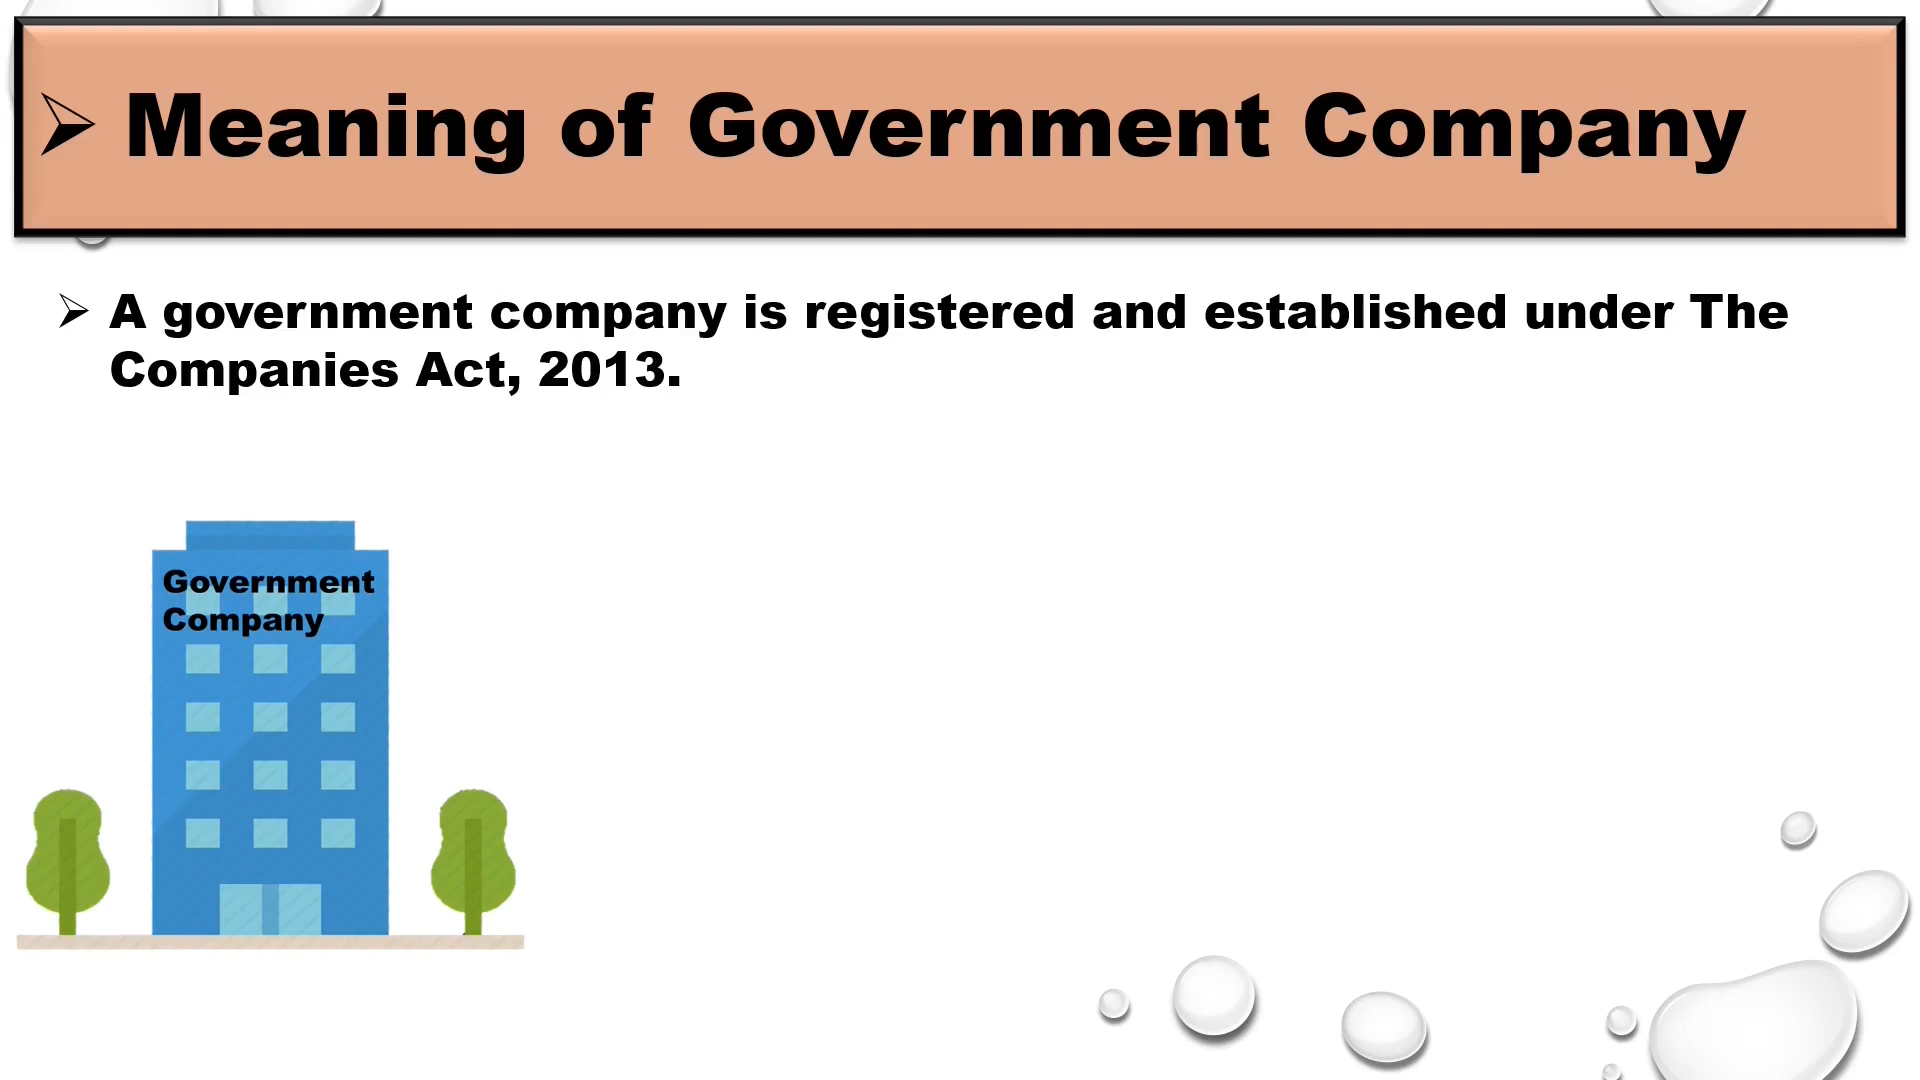 Meaning of Government Company
A government company is registered and established under The
Companies Act, 2013.
Government
Company